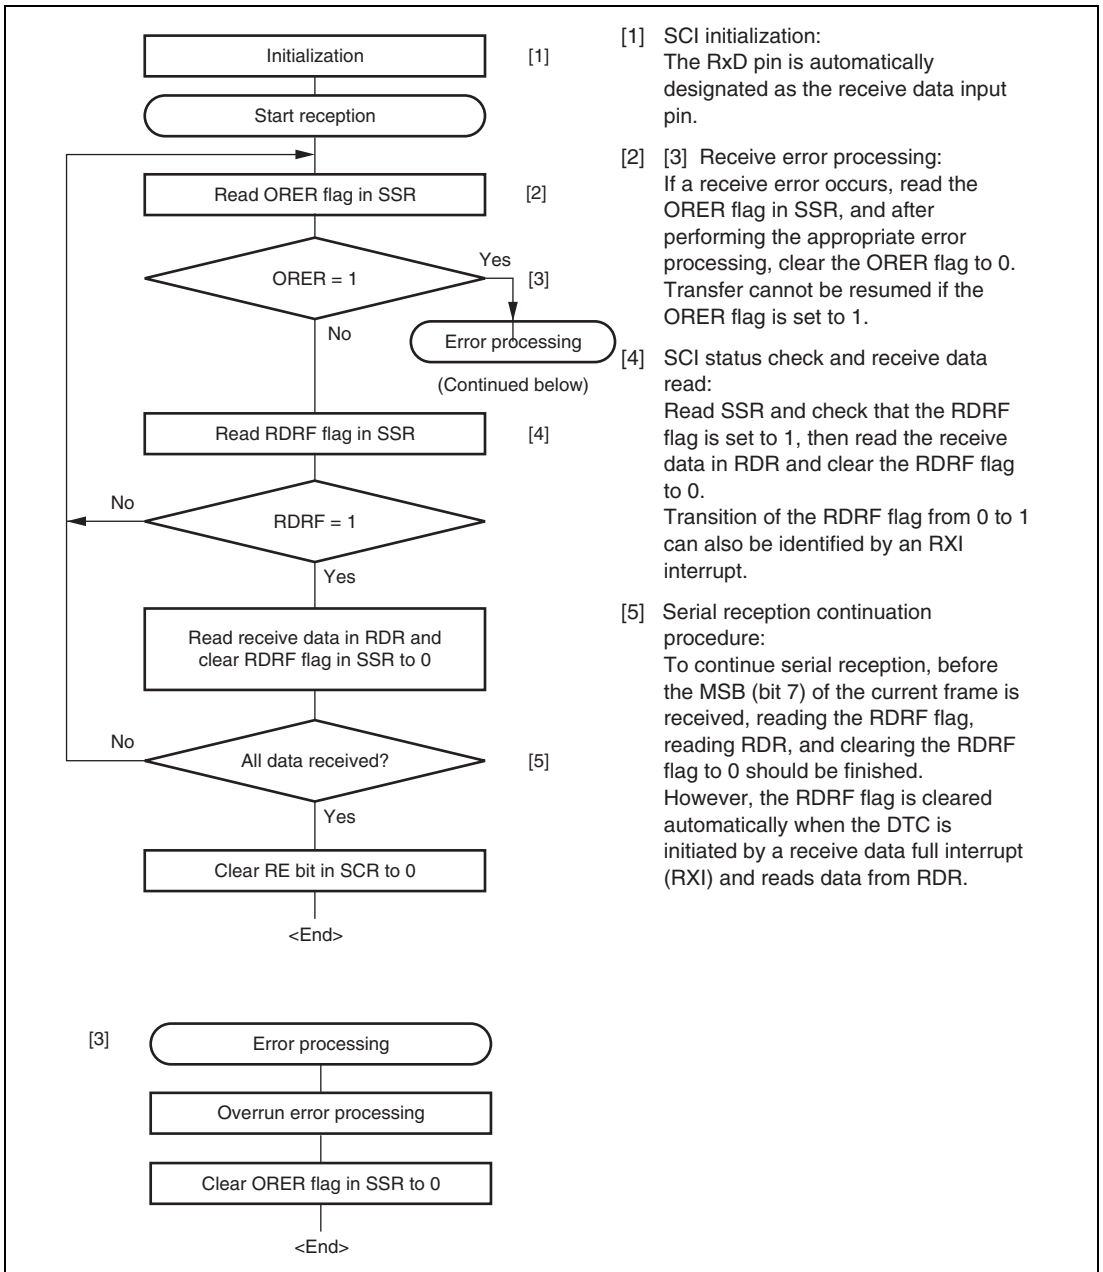 Initialization
[1]
Start reception
Read ORER flag in SSR
[2]
ORER = 1
Yes
[3]
No
Error processing
(Continued below)
Read RDRF flag in SSR
[4]
No
RDRF = 1
Yes
Read receive data in RDR and
clear RDRF flag in SSR to 0
No
All data received?
[5]
Yes
Clear RE bit in SCR to 0
<End>
[1] SCI initialization:
The RxD pin is automatically
designated as the receive data input
pin.
[2] [3] Receive error processing:
If a receive error occurs, read the
ORER flag in SSR, and after
performing the appropriate error
processing, clear the ORER flag to 0.
Transfer cannot be resumed if the
ORER flag is set to 1.
[4] SCI status check and receive data
read:
Read SSR and check that the RDRF
flag is set to 1, then read the receive
data in RDR and clear the RDRF flag
to 0.
Transition of the RDRF flag from 0 to 1
can also be identified by an RXI
interrupt.
[5] Serial reception continuation
procedure:
To continue serial reception, before
the MSB (bit 7) of the current frame is
received, reading the RDRF flag,
reading RDR, and clearing the RDRF
flag to 0 should be finished.
However, the RDRF flag is cleared
automatically when the DTC is
initiated by a receive data full interrupt
(RXI) and reads data from RDR.
[3]
Error processing
Overrun error processing
Clear ORER flag in SSR to 0
<End>